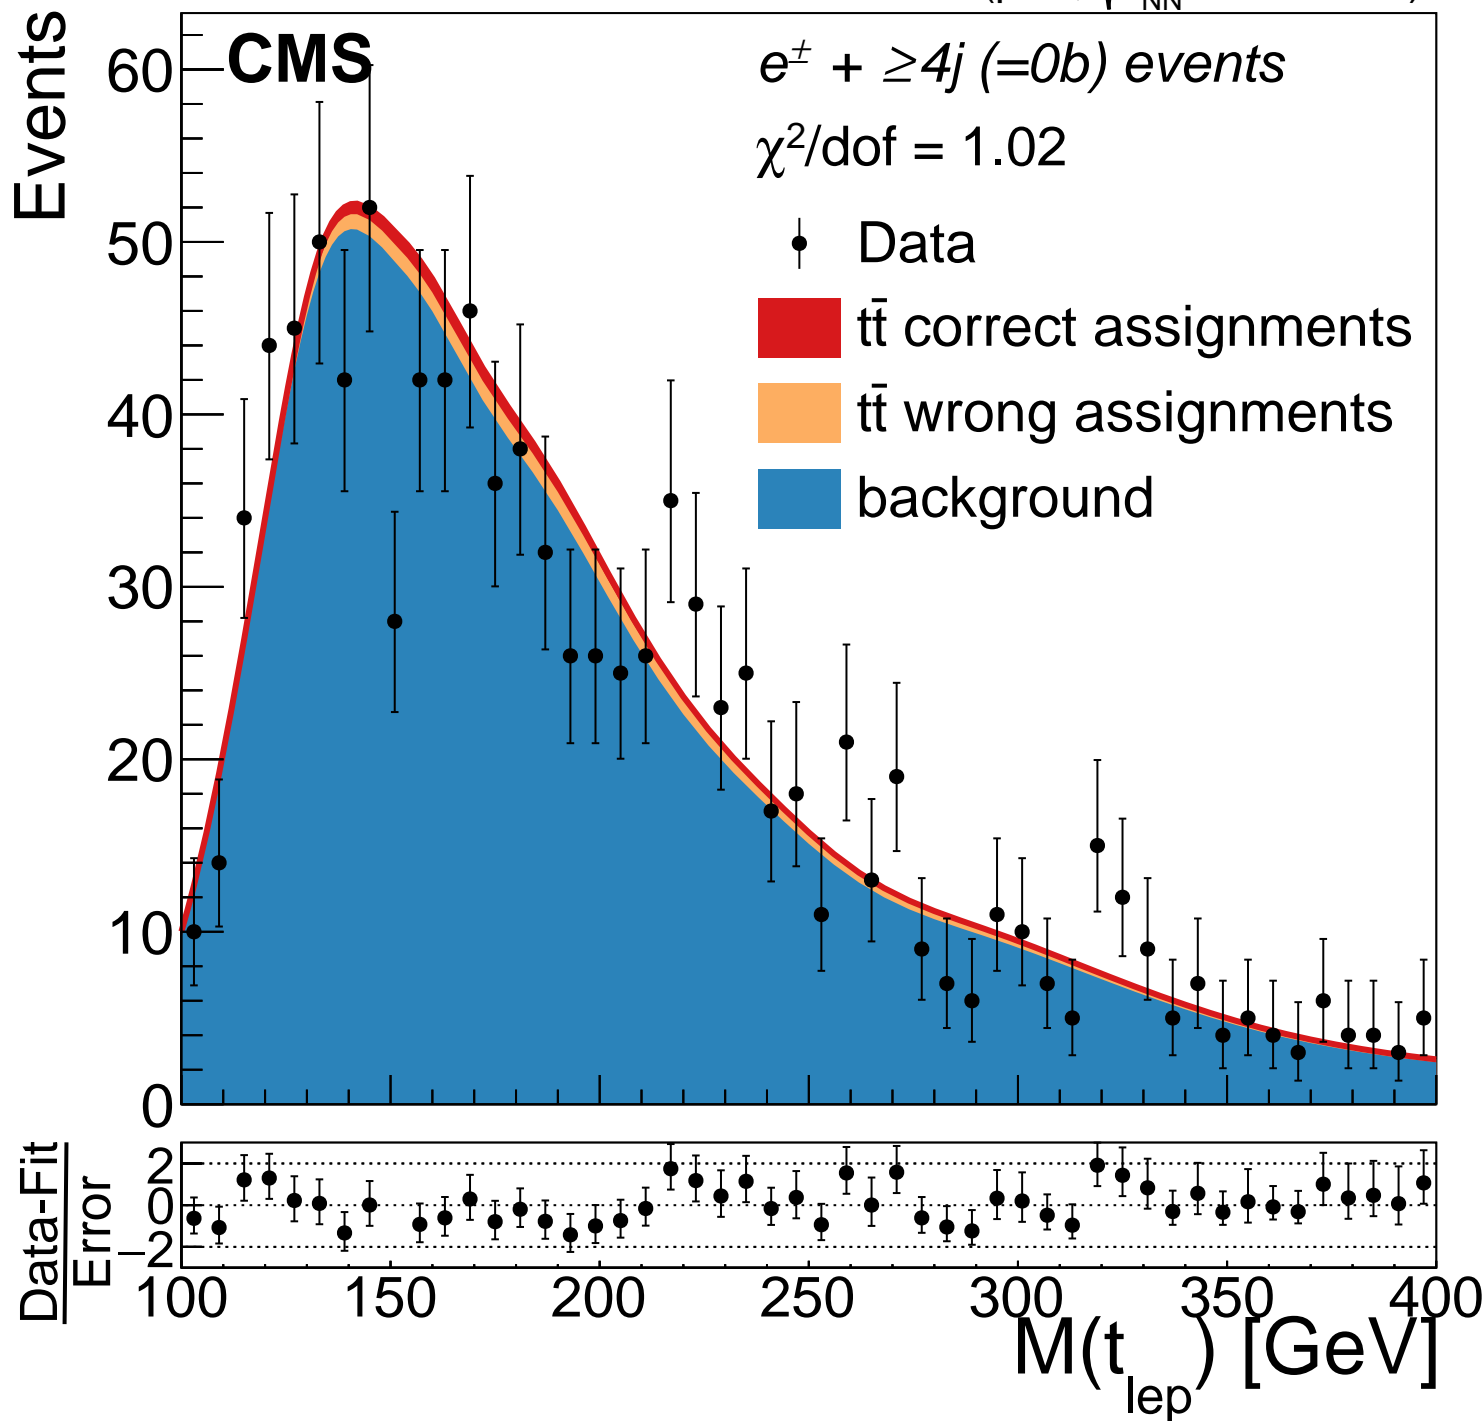 NN
CMS
e± + ≥4j (=0b) events
χ²/dof = 1.02
Data
tt̄ correct assignments
tt̄ wrong assignments
background
Events
60
50
40
30
20
10
0
Data-Fit
Error
2
0
−2
100 150 200 250 300 350 400
M(t_lep) [GeV]